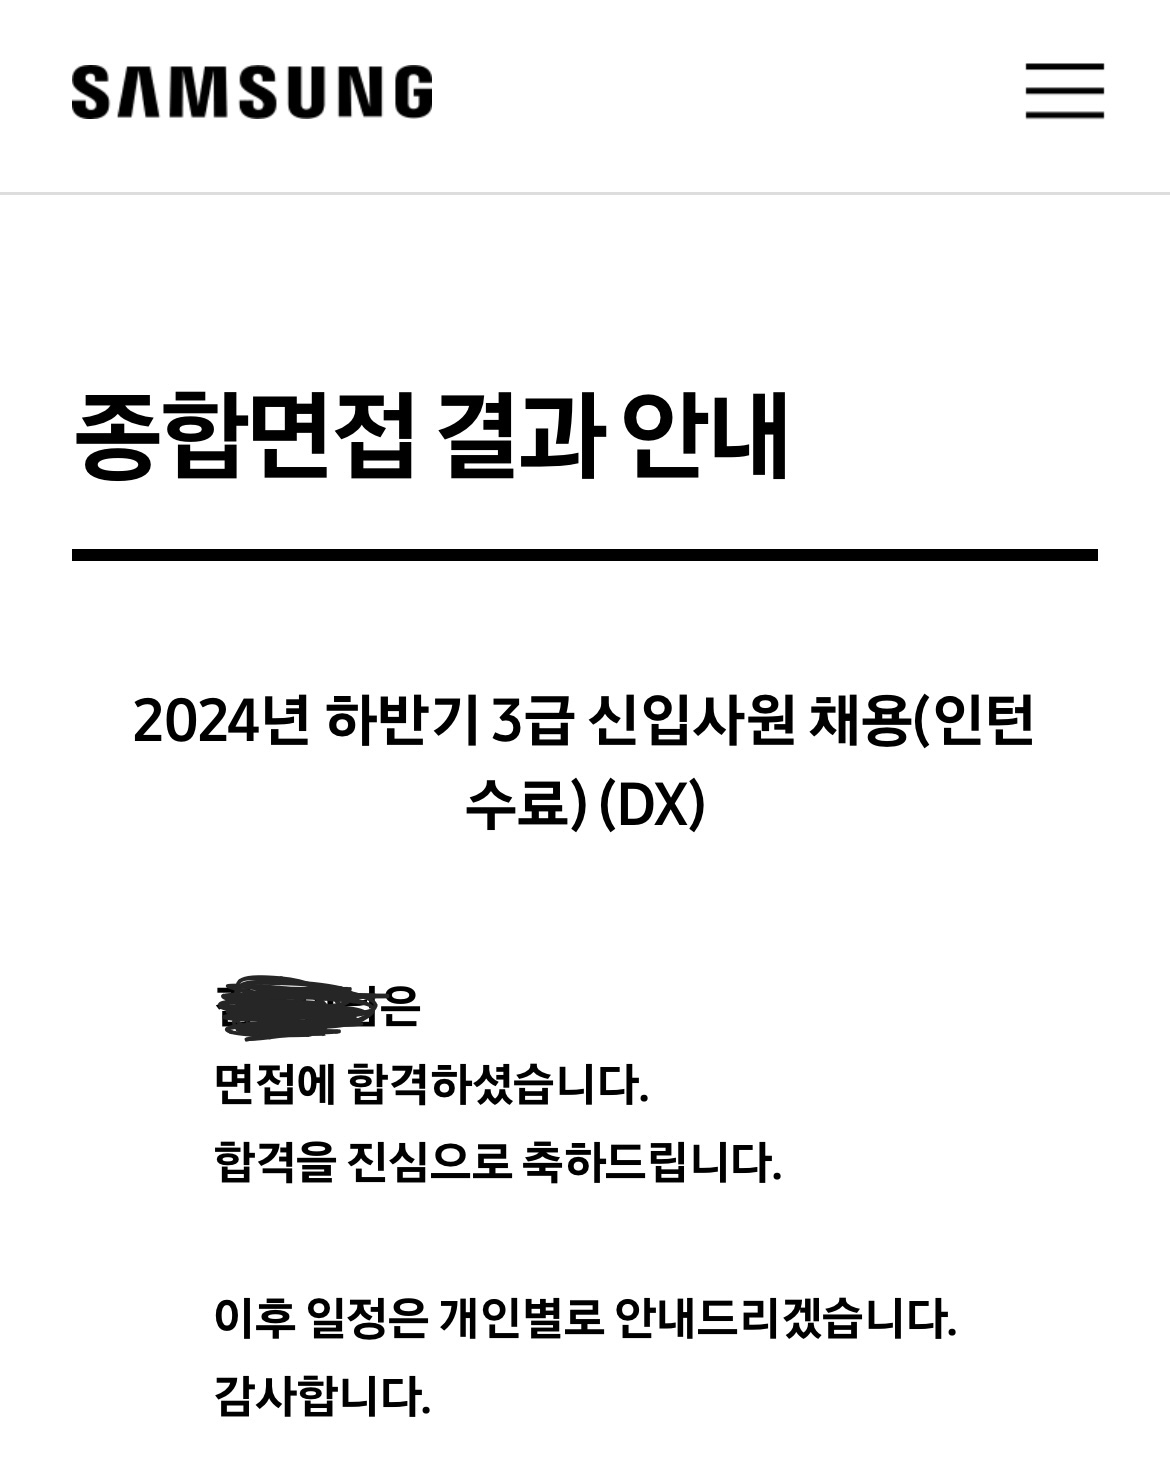 SAMSUNG
종합면접 결과 안내
2024년 하반기 3급 신입사원 채용(인턴
수료) (DX)
은
면접에 합격하셨습니다.
합격을 진심으로 축하드립니다.
이후 일정은 개인별로 안내드리겠습니다.
감사합니다.